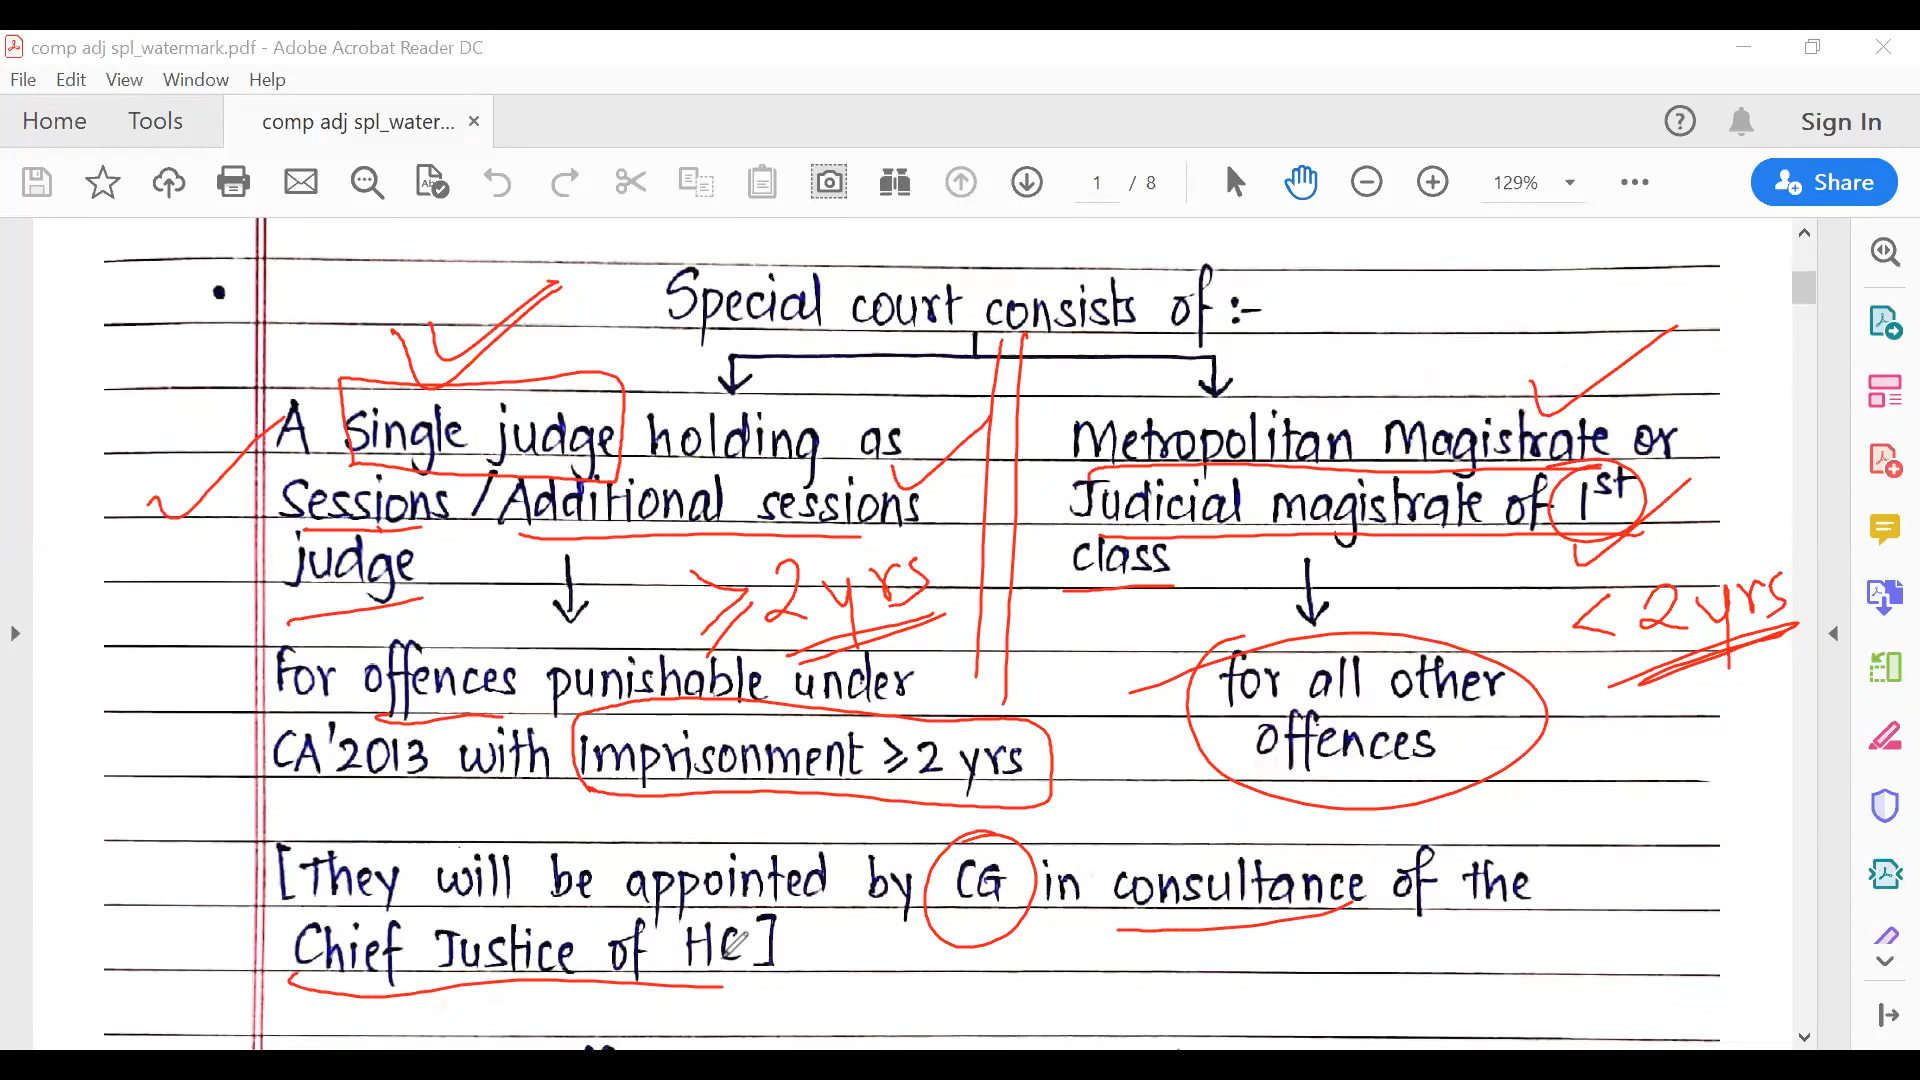 comp adj spl_watermark.pdf - Adobe Acrobat Reader DC
File Edit View Window Help
Home Tools comp adj spl_water... × Sign In
1 / 8 129% Share
Special court consists of :-
A Single judge holding as
Sessions / Additional sessions
judge
Metropolitan Magistrate or
Judicial magistrate of 1st
class
≥ 2 yrs
< 2 yrs
For offences punishable under
CA'2013 with imprisonment ≥ 2 yrs
for all other
offences
[They will be appointed by CG in consultance of the
Chief Justice of HC]